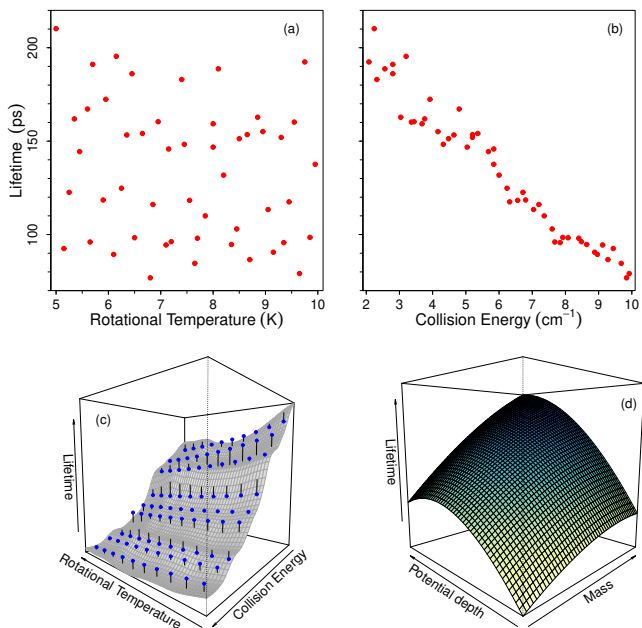 (a)
(b)
Lifetime (ps)
100 150 200
5 6 7 8 9 10
Rotational Temperature (K)
2 3 4 5 6 7 8 9 10
Collision Energy (cm⁻¹)
(c)
Lifetime
Rotational Temperature
Collision Energy
(d)
Lifetime
Potential depth
Mass